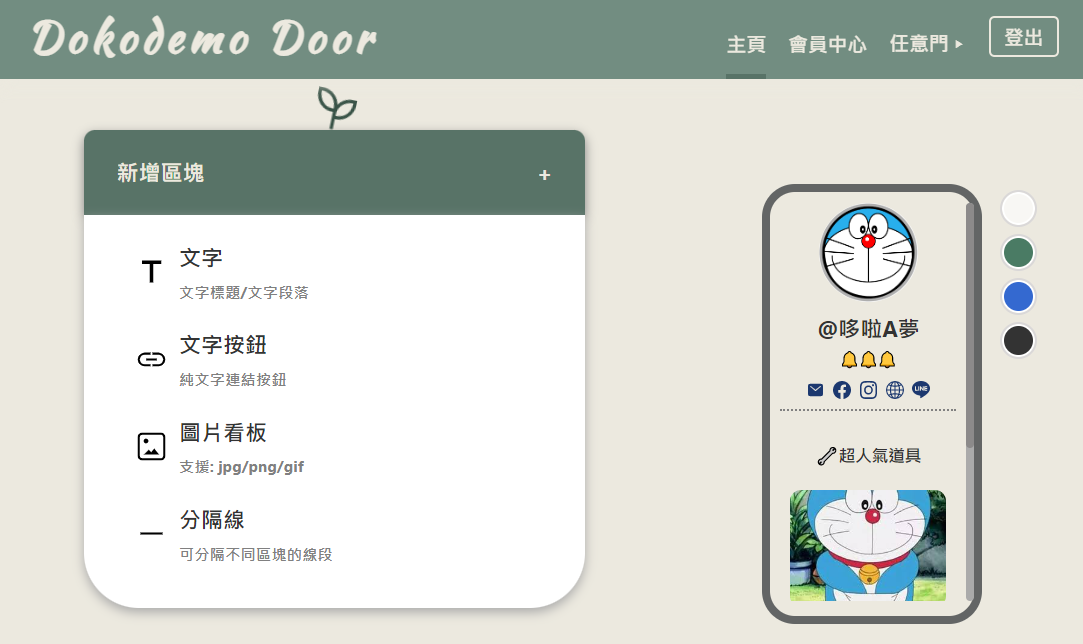 Dokodemo Door
主頁 會員中心 任意門 登出
新增區塊 +
文字
文字標題/文字段落
文字按鈕
純文字連結按鈕
圖片看板
支援: jpg/png/gif
分隔線
可分隔不同區塊的線段
@哆啦A夢
LINE
超人氣道具